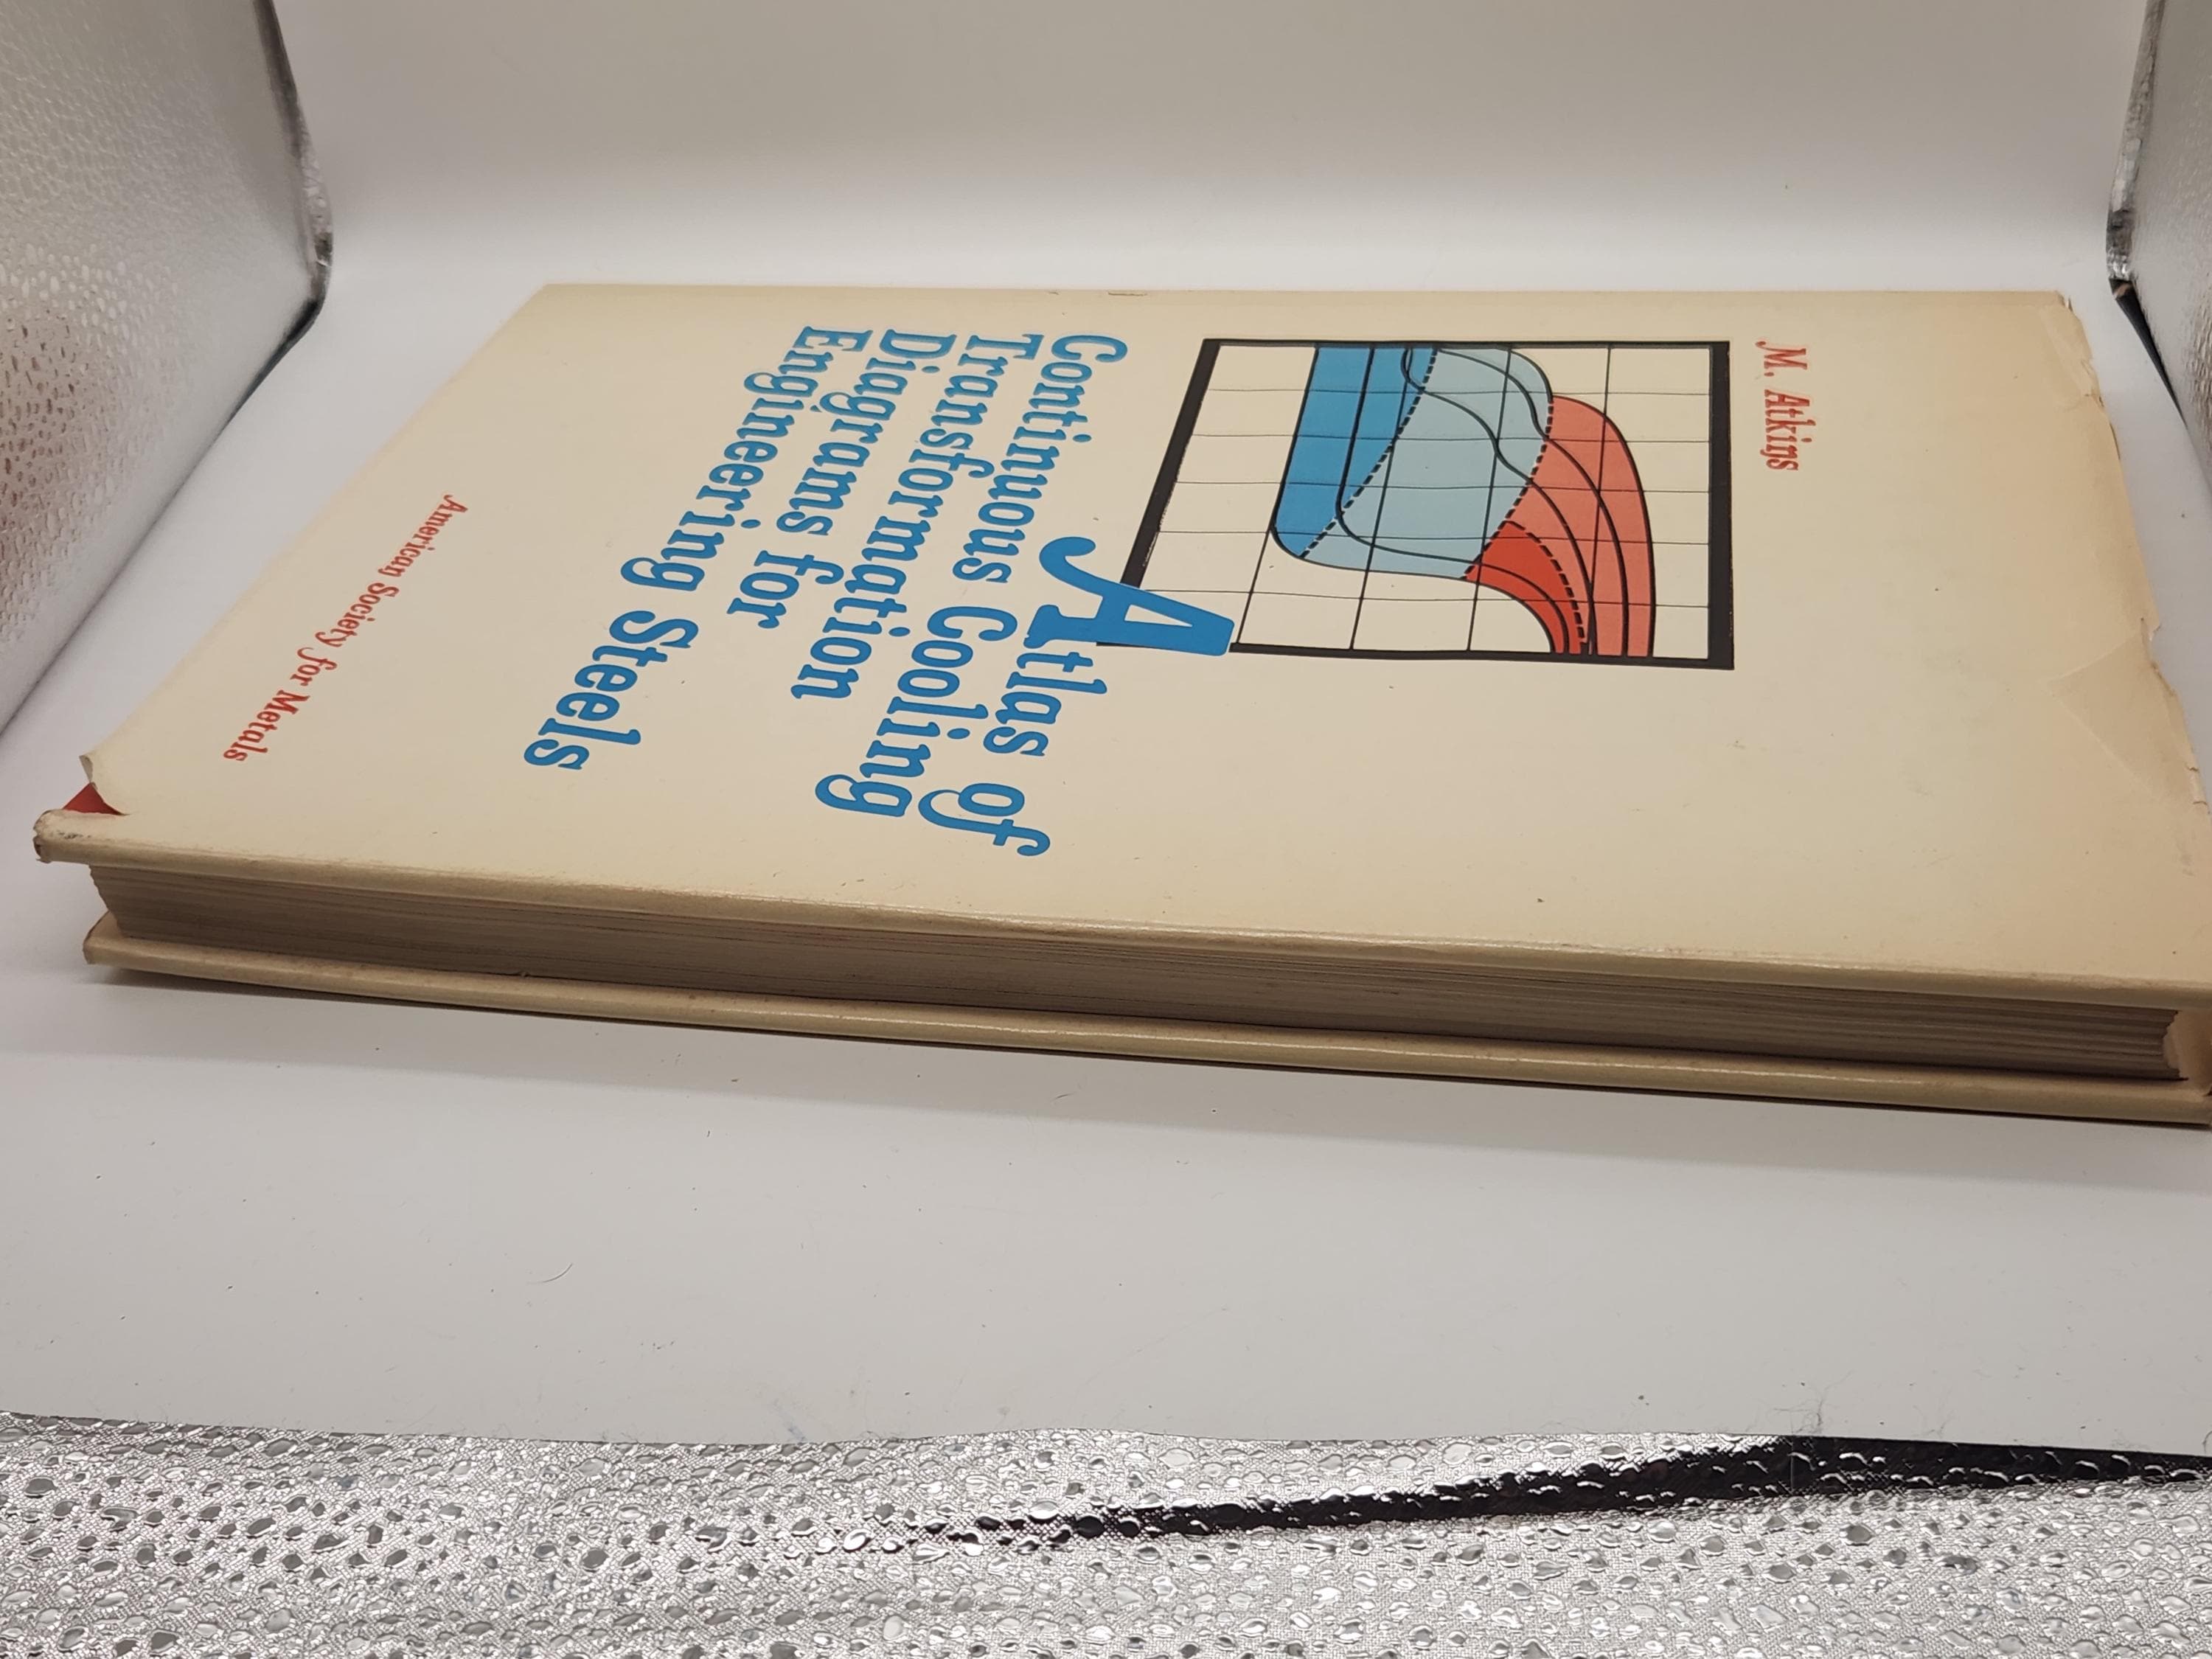 M. Atkins
Atlas of
Continuous Cooling
Transformation
Diagrams for
Engineering Steels
American Society for Metals